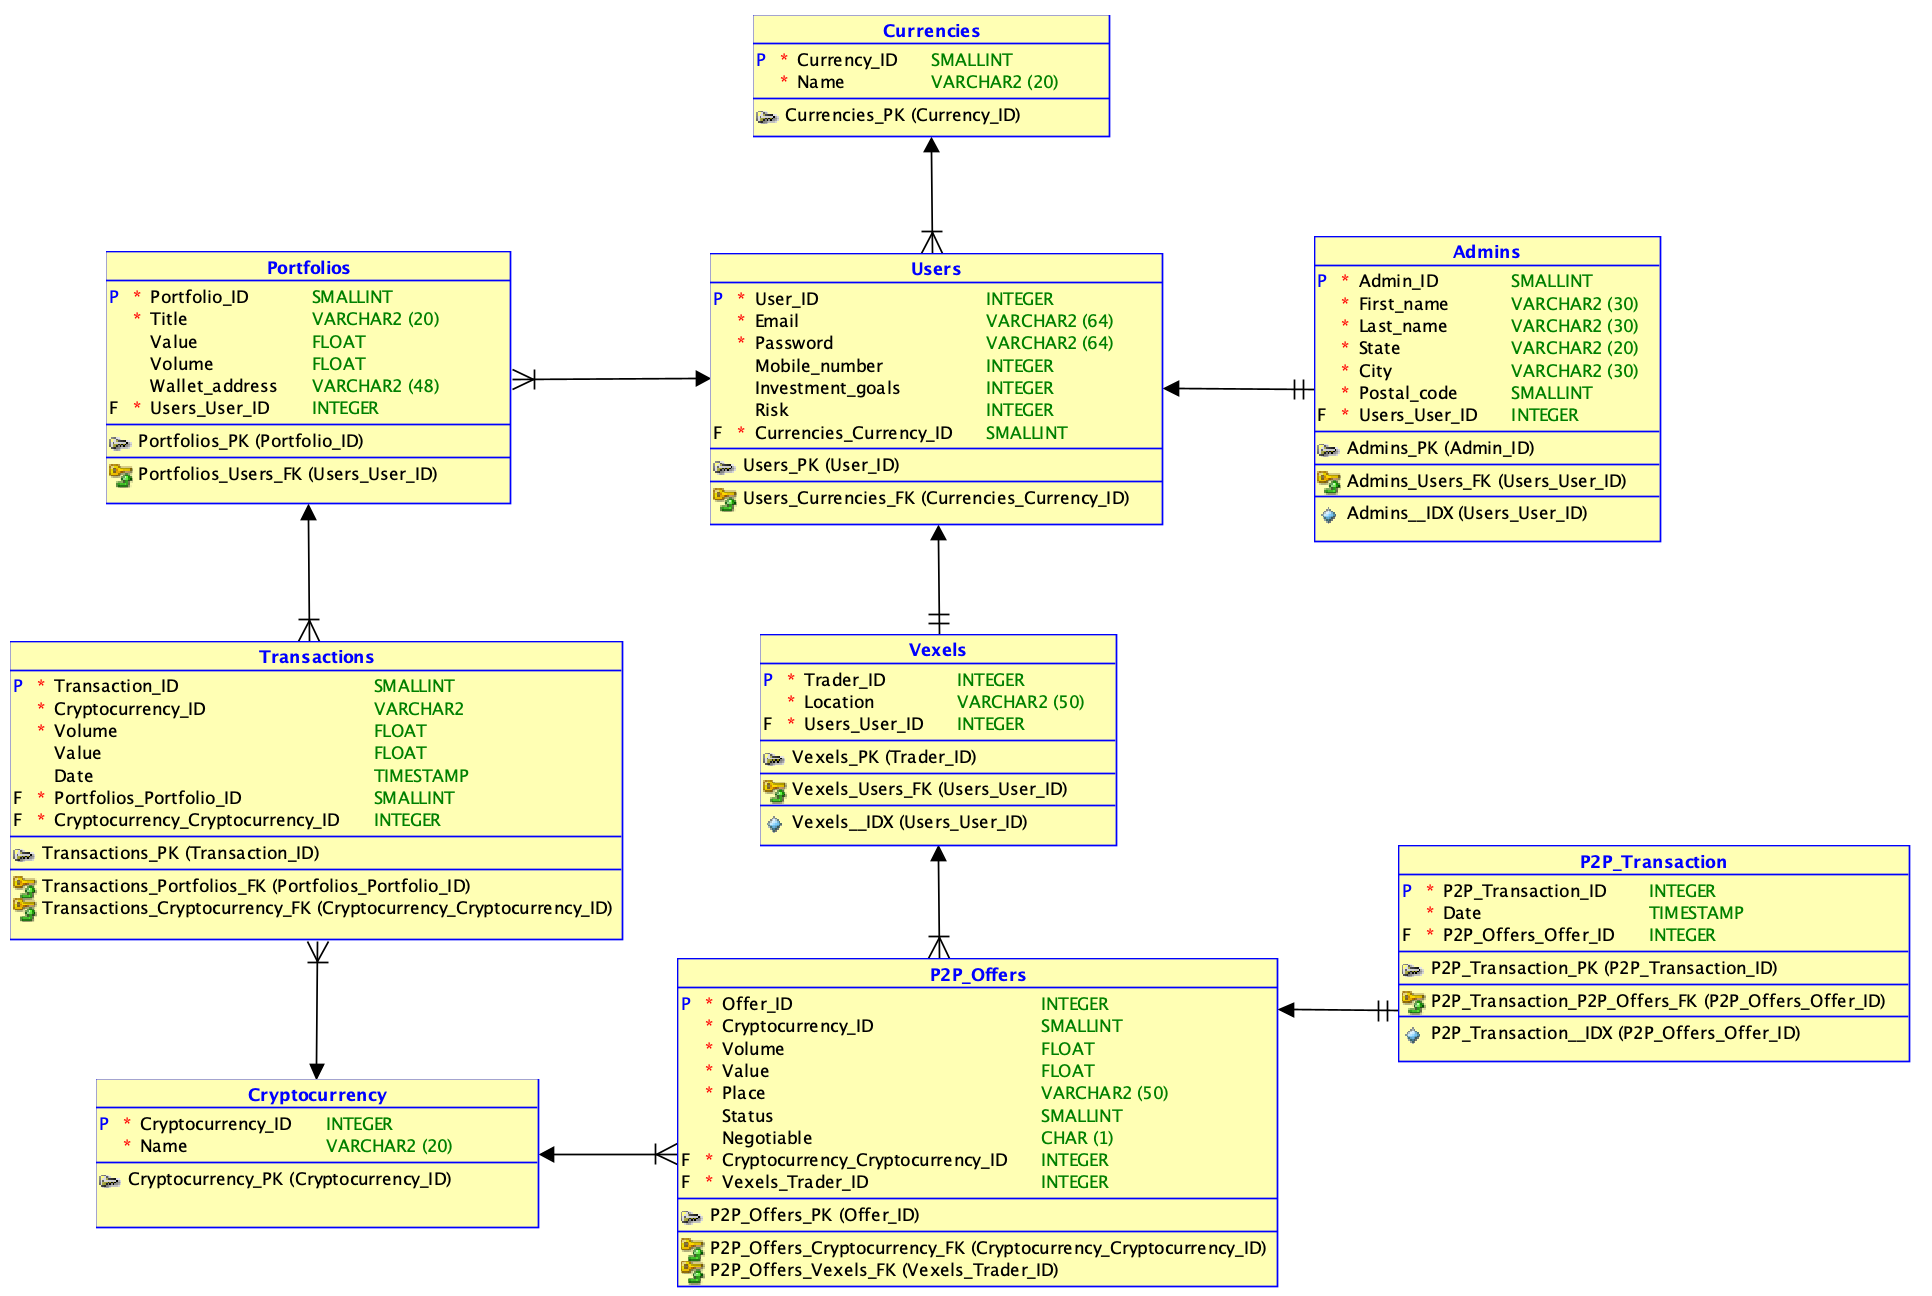 Currencies
P * Currency_ID SMALLINT
* Name VARCHAR2 (20)
Currencies_PK (Currency_ID)
Portfolios
P * Portfolio_ID SMALLINT
* Title VARCHAR2 (20)
Value FLOAT
Volume FLOAT
Wallet_address VARCHAR2 (48)
F * Users_User_ID INTEGER
Portfolios_PK (Portfolio_ID)
Portfolios_Users_FK (Users_User_ID)
Users
P * User_ID INTEGER
* Email VARCHAR2 (64)
* Password VARCHAR2 (64)
Mobile_number INTEGER
Investment_goals INTEGER
Risk INTEGER
F * Currencies_Currency_ID SMALLINT
Users_PK (User_ID)
Users_Currencies_FK (Currencies_Currency_ID)
Admins
P * Admin_ID SMALLINT
* First_name VARCHAR2 (30)
* Last_name VARCHAR2 (30)
* State VARCHAR2 (20)
* City VARCHAR2 (30)
* Postal_code SMALLINT
F * Users_User_ID INTEGER
Admins_PK (Admin_ID)
Admins_Users_FK (Users_User_ID)
Admins__IDX (Users_User_ID)
Transactions
P * Transaction_ID SMALLINT
* Cryptocurrency_ID VARCHAR2
* Volume FLOAT
Value FLOAT
Date TIMESTAMP
F * Portfolios_Portfolio_ID SMALLINT
F * Cryptocurrency_Cryptocurrency_ID INTEGER
Transactions_PK (Transaction_ID)
Transactions_Portfolios_FK (Portfolios_Portfolio_ID)
Transactions_Cryptocurrency_FK (Cryptocurrency_Cryptocurrency_ID)
Vexels
P * Trader_ID INTEGER
* Location VARCHAR2 (50)
F * Users_User_ID INTEGER
Vexels_PK (Trader_ID)
Vexels_Users_FK (Users_User_ID)
Vexels__IDX (Users_User_ID)
P2P_Transaction
P * P2P_Transaction_ID INTEGER
* Date TIMESTAMP
F * P2P_Offers_Offer_ID INTEGER
P2P_Transaction_PK (P2P_Transaction_ID)
P2P_Transaction_P2P_Offers_FK (P2P_Offers_Offer_ID)
P2P_Transaction__IDX (P2P_Offers_Offer_ID)
Cryptocurrency
P * Cryptocurrency_ID INTEGER
* Name VARCHAR2 (20)
Cryptocurrency_PK (Cryptocurrency_ID)
P2P_Offers
P * Offer_ID INTEGER
* Cryptocurrency_ID SMALLINT
* Volume FLOAT
* Value FLOAT
* Place VARCHAR2 (50)
Status SMALLINT
Negotiable CHAR (1)
F * Cryptocurrency_Cryptocurrency_ID INTEGER
F * Vexels_Trader_ID INTEGER
P2P_Offers_PK (Offer_ID)
P2P_Offers_Cryptocurrency_FK (Cryptocurrency_Cryptocurrency_ID)
P2P_Offers_Vexels_FK (Vexels_Trader_ID)